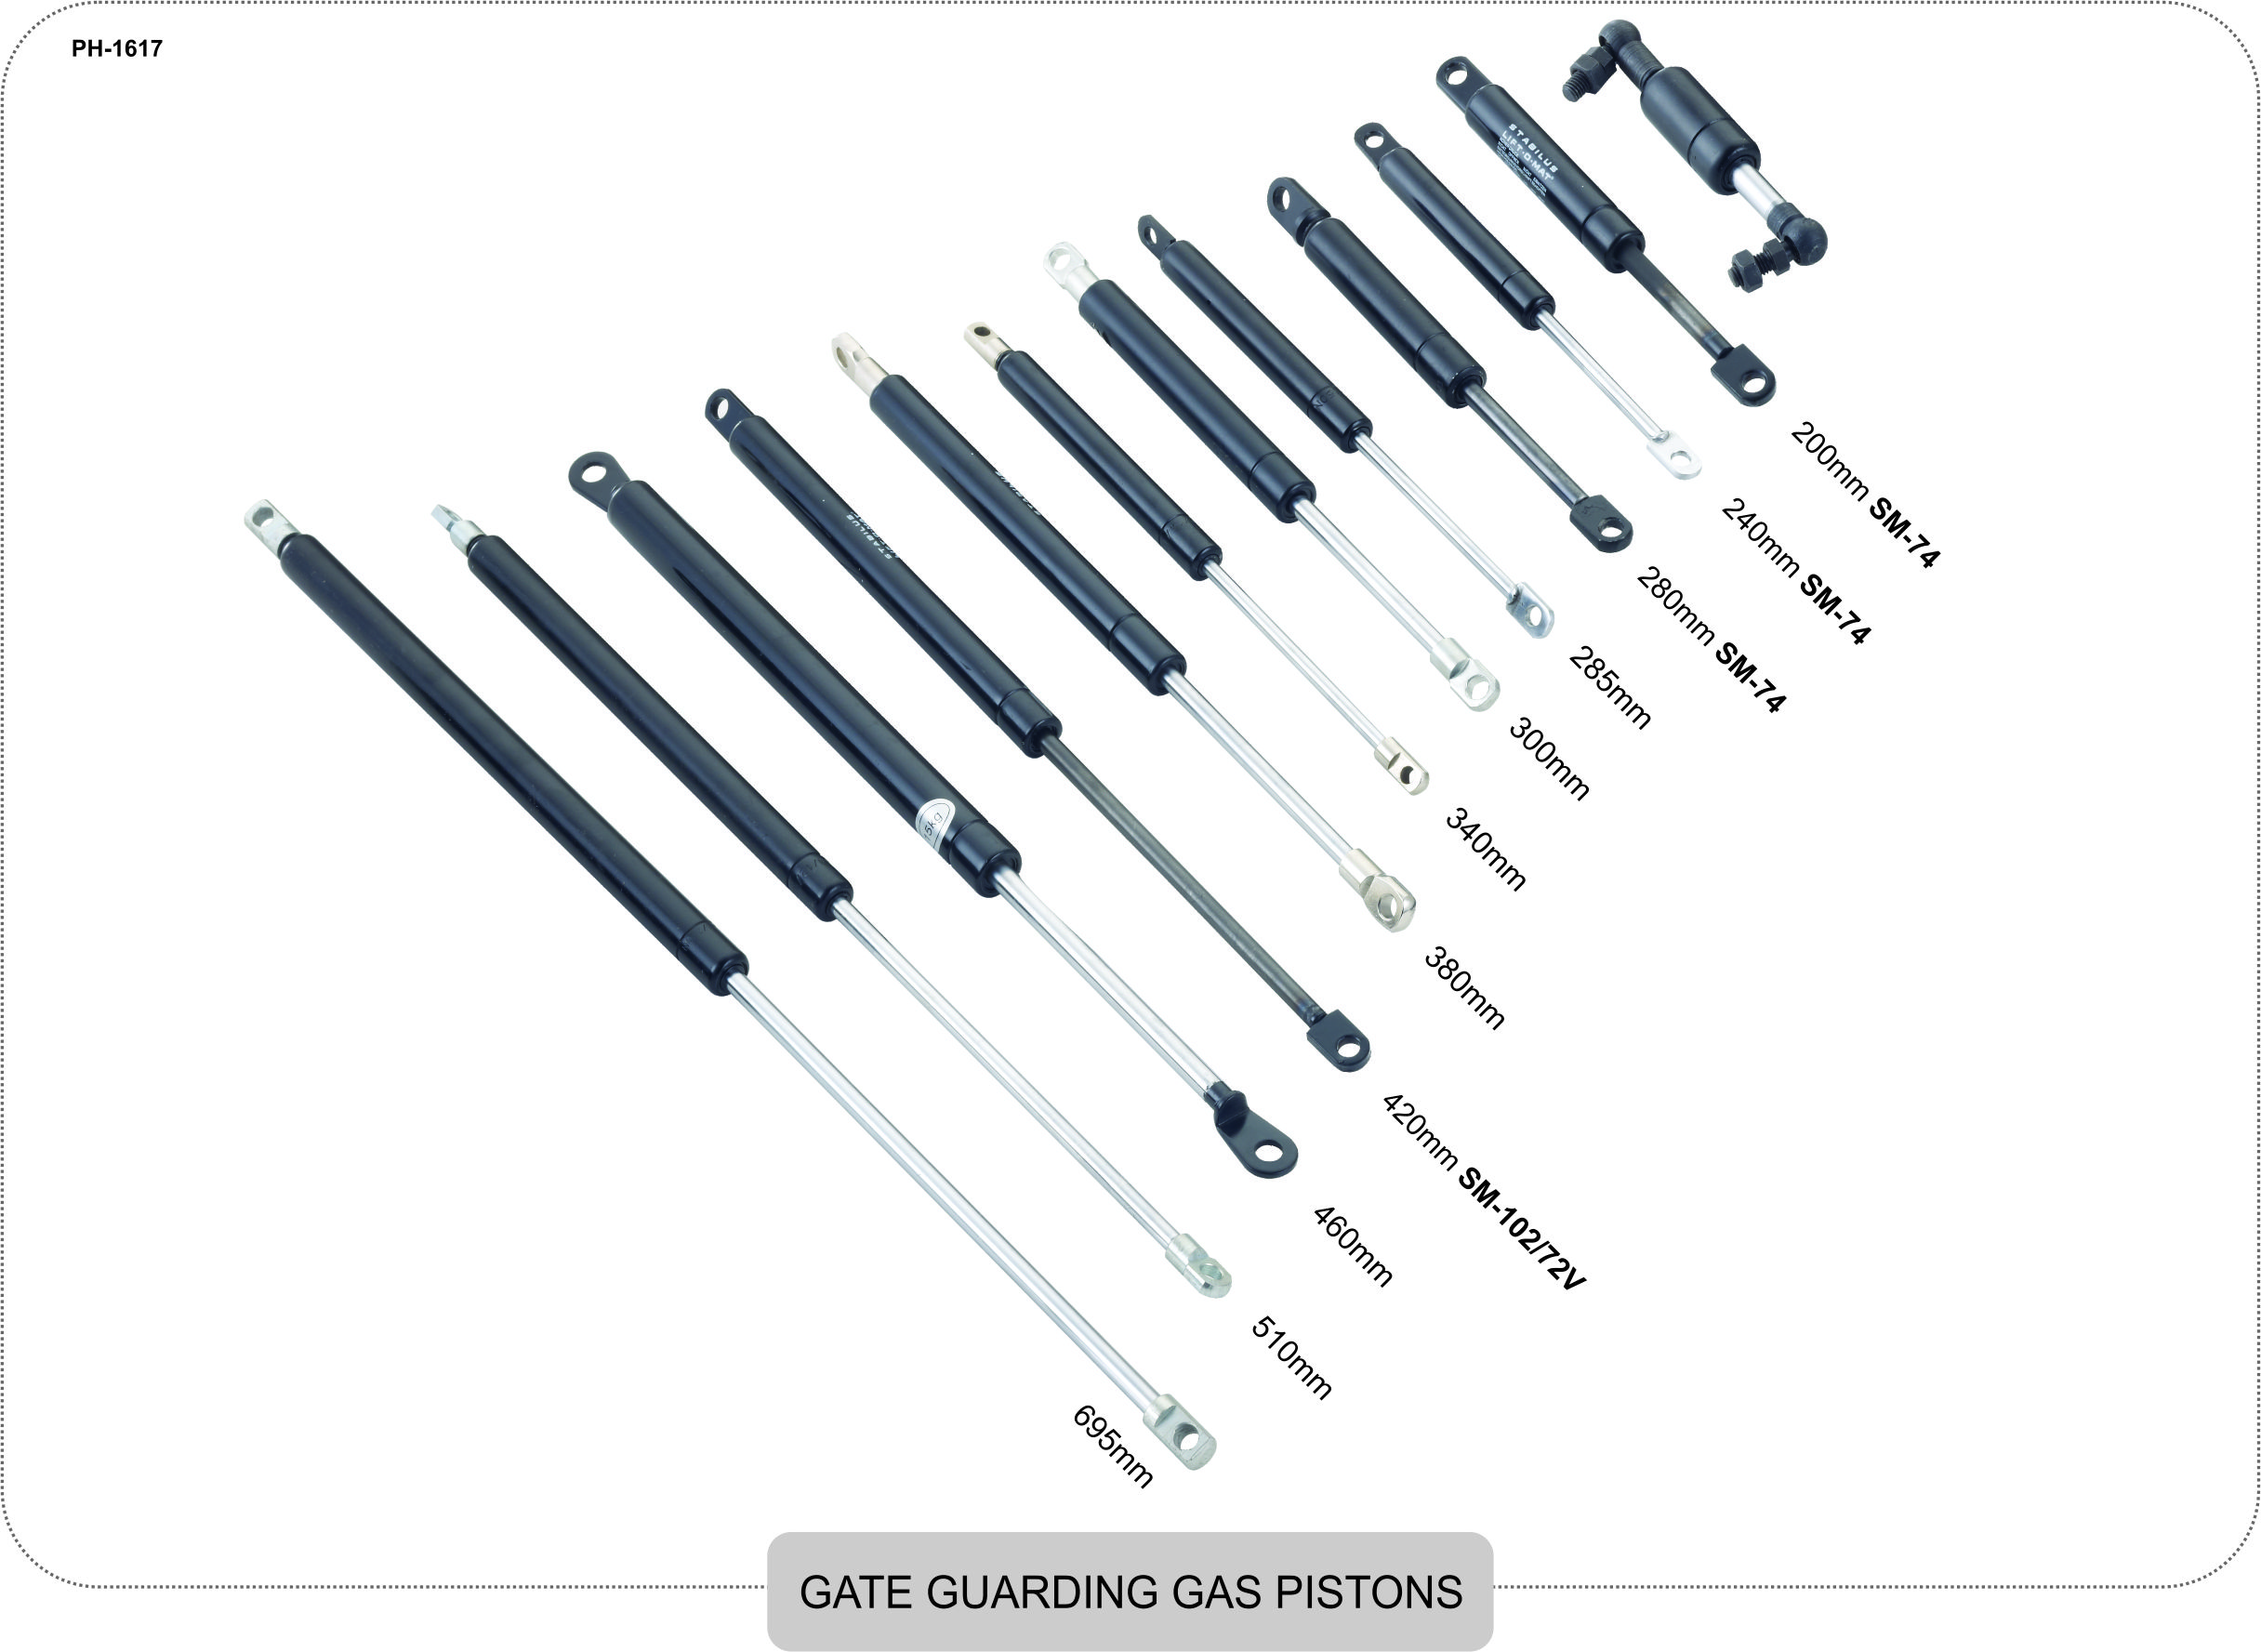 PH-1617
STABILUS
LIFT-O-MAT
200mm SM-74
240mm SM-74
280mm SM-74
285mm
300mm
340mm
380mm
STABILUS
420mm SM-102/72V
460mm
510mm
695mm
GATE GUARDING GAS PISTONS